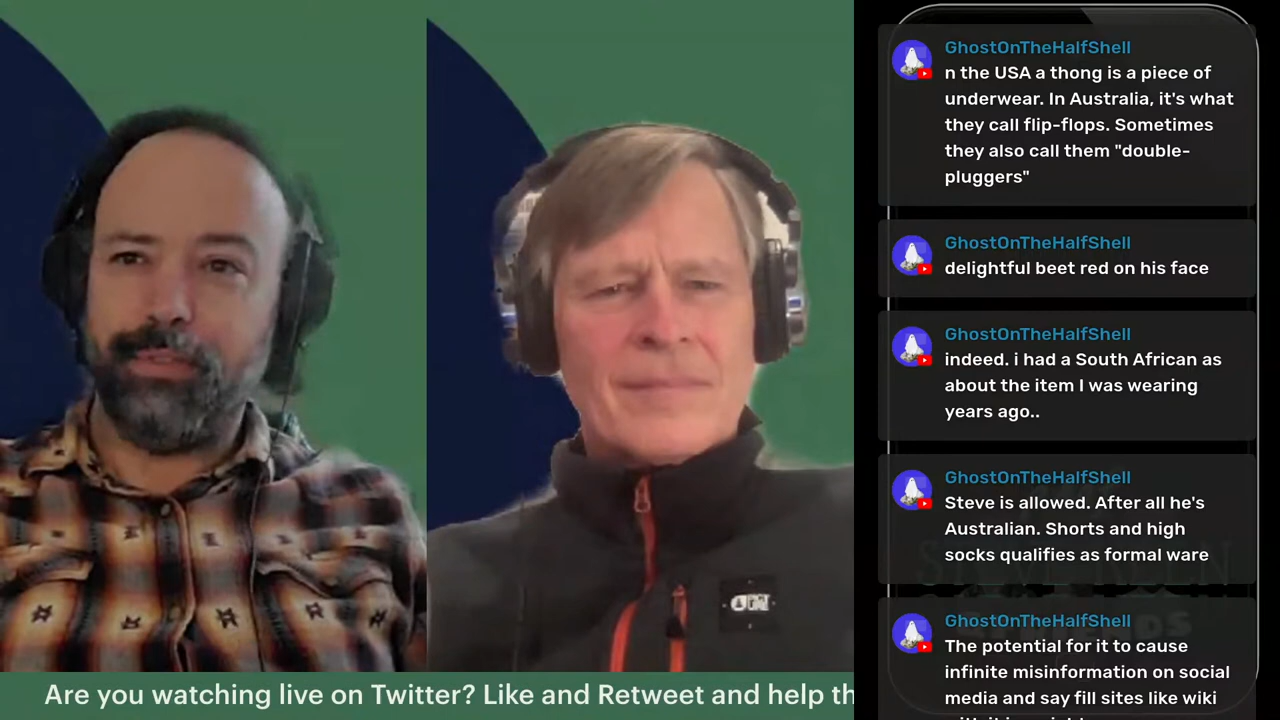 GhostOnTheHalfShell
n the USA a thong is a piece of
underwear. In Australia, it's what
they call flip-flops. Sometimes
they also call them "double-
pluggers"
GhostOnTheHalfShell
delightful beet red on his face
GhostOnTheHalfShell
indeed. i had a South African as
about the item I was wearing
years ago..
GhostOnTheHalfShell
Steve is allowed. After all he's
Australian. Shorts and high
socks qualifies as formal ware
GhostOnTheHalfShell
The potential for it to cause
infinite misinformation on social
media and say fill sites like wiki
Are you watching live on Twitter? Like and Retweet and help th